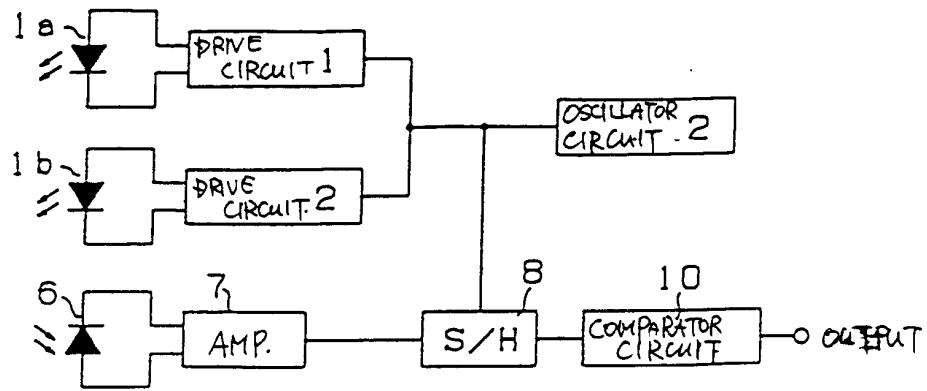 1a
DRIVE
CIRCUIT 1
OSCILLATOR
CIRCUIT. 2
1b
DRIVE
CIRCUIT. 2
6
7
AMP.
8
S/H
10
COMPARATOR
CIRCUIT
OUTPUT